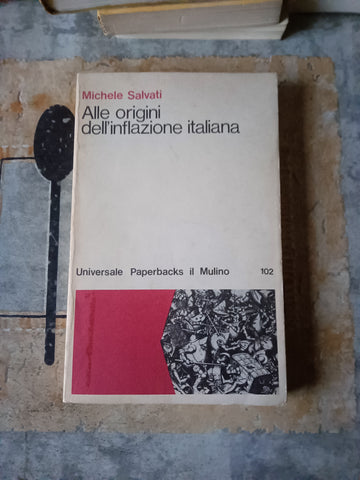 Michele Salvati
Alle origini
dell'inflazione italiana
Universale Paperbacks il Mulino 102